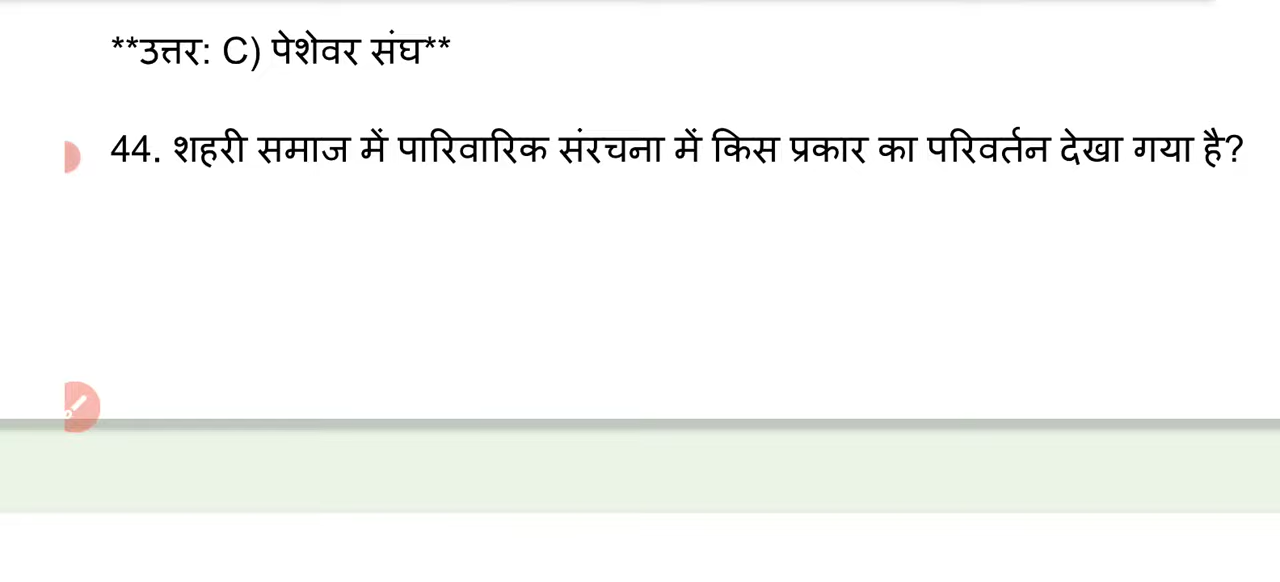 **उत्तर: C) पेशेवर संघ**
44. शहरी समाज में पारिवारिक संरचना में किस प्रकार का परिवर्तन देखा गया है?